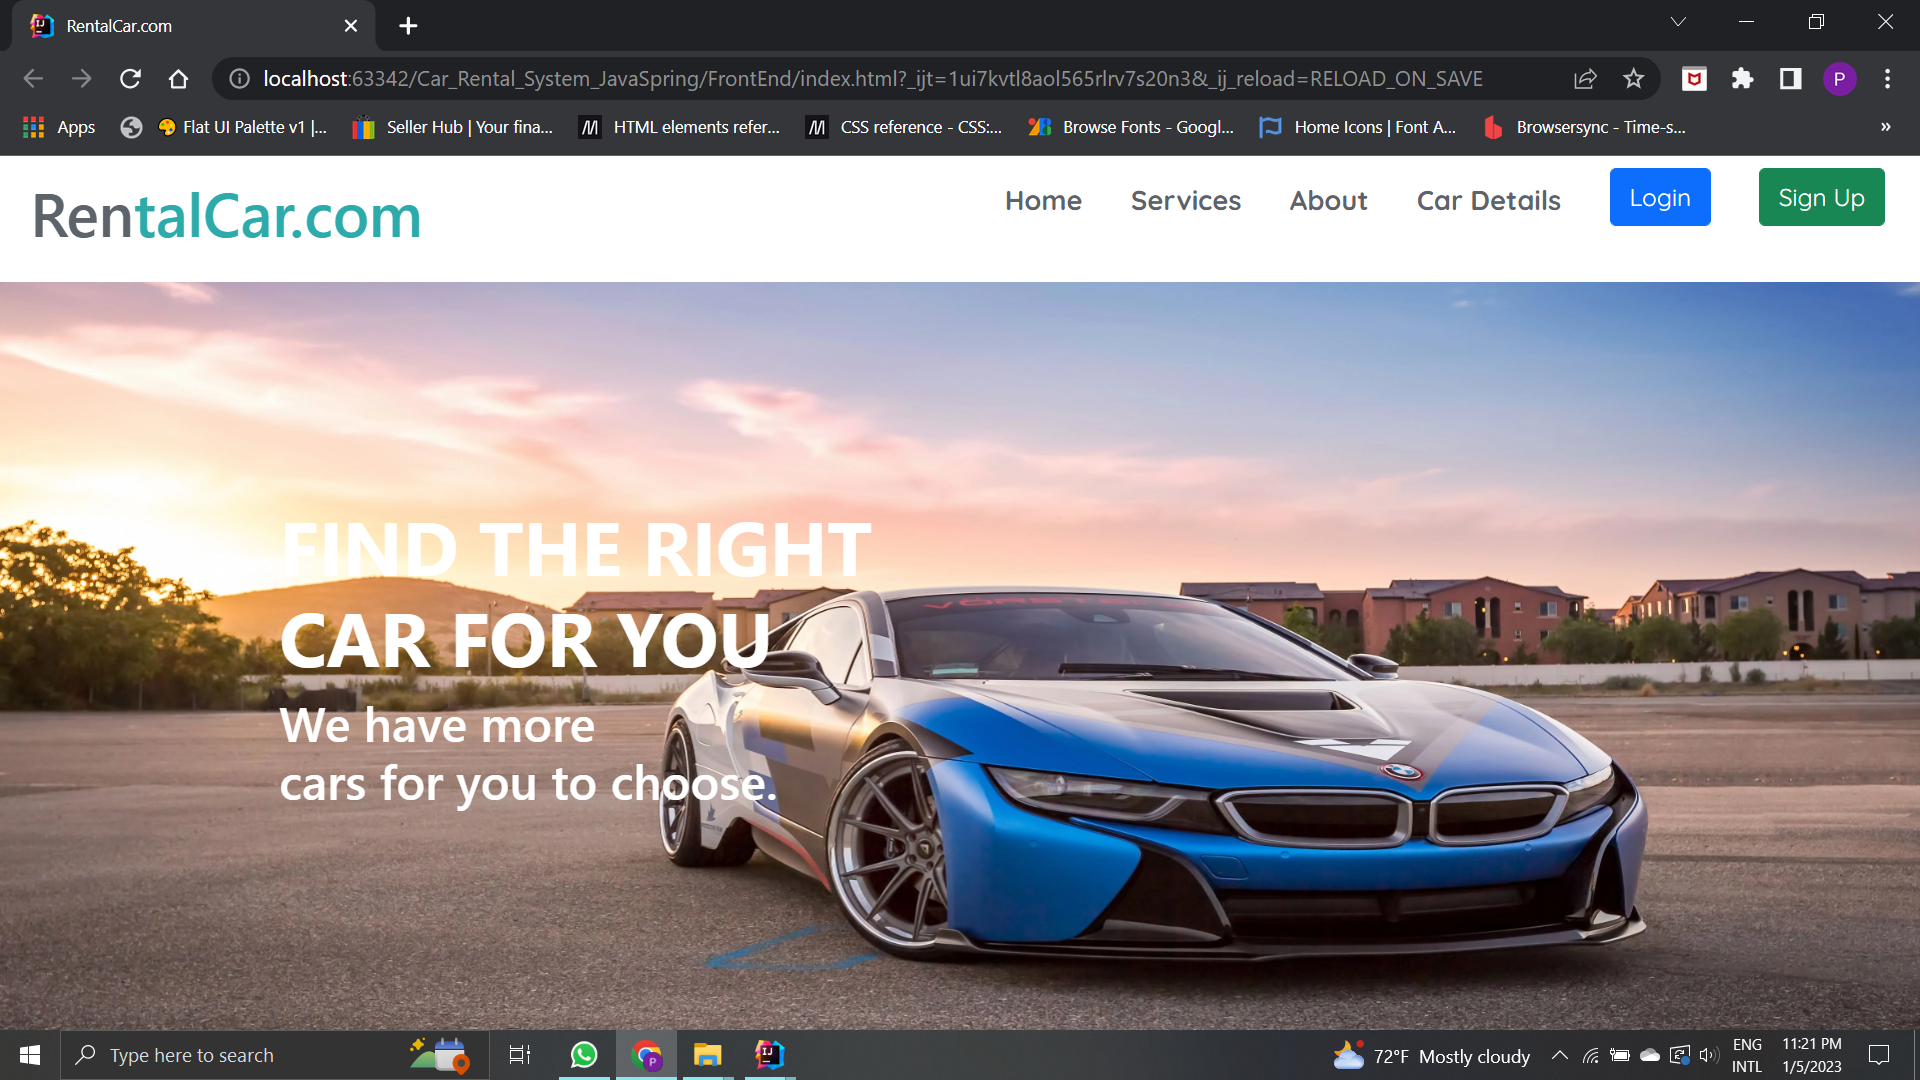 RentalCar.com
localhost:63342/Car_Rental_System_JavaSpring/FrontEnd/index.html?_ijt=1ui7kvtl8aol565rlrv7s20n3&_ij_reload=RELOAD_ON_SAVE
P
Apps Flat UI Palette v1 |... Seller Hub | Your fina... HTML elements refer... CSS reference - CSS:... Browse Fonts - Googl... Home Icons | Font A... Browsersync - Time-s... »
RentalCar.com Home Services About Car Details Login Sign Up
FIND THE RIGHT
CAR FOR YOU
We have more
cars for you to choose.
Type here to search
72°F Mostly cloudy
ENG
INTL
11:21 PM
1/5/2023